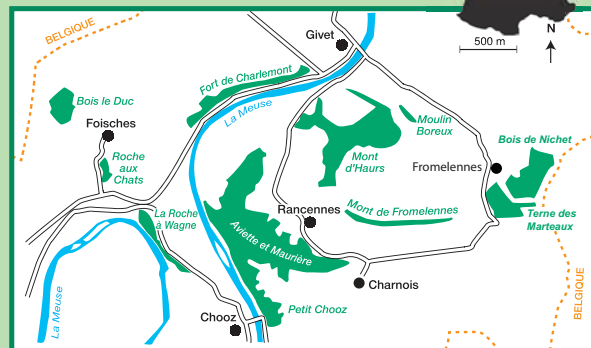 BELGIQUE
Givet
500 m
N
Fort de Charlemont
La Meuse
Bois le Duc
Foisches
Moulin
Boreux
Bois de Nichet
Roche
aux
Chats
Mont
d'Haurs
Fromelennes
La Roche
à Wagne
Rancennes
Mont de Fromelennes
Terne des
Marteaux
Aviette et Maurière
Charnois
BELGIQUE
La Meuse
Chooz
Petit Chooz